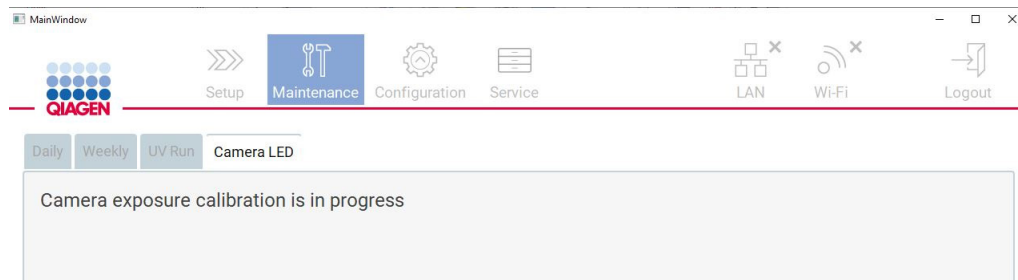 MainWindow
Setup Maintenance Configuration Service LAN Wi-Fi Logout
QIAGEN
Daily Weekly UV Run Camera LED
Camera exposure calibration is in progress